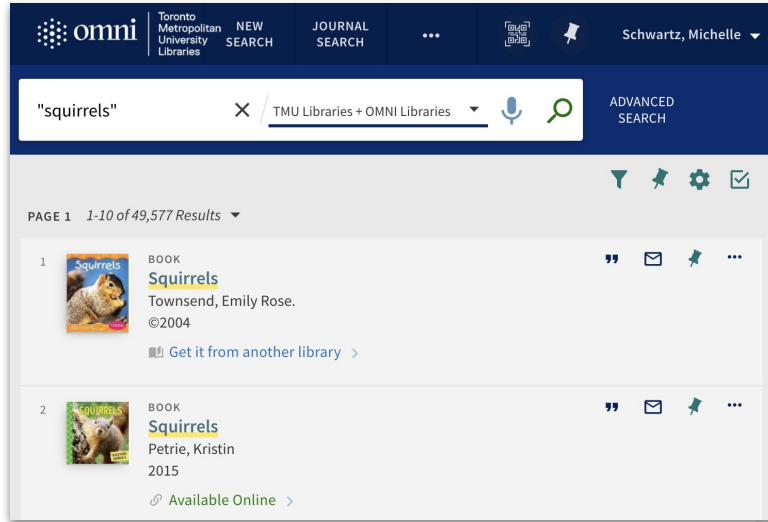 omni
Toronto
Metropolitan
University
Libraries
NEW
SEARCH
JOURNAL
SEARCH
Schwartz, Michelle
"squirrels"
TMU Libraries + OMNI Libraries
ADVANCED
SEARCH
PAGE 1 1-10 of 49,577 Results
1
Squirrels
BOOK
Squirrels
Townsend, Emily Rose.
©2004
Get it from another library
2
SQUIRRELS
BOOK
Squirrels
Petrie, Kristin
2015
Available Online